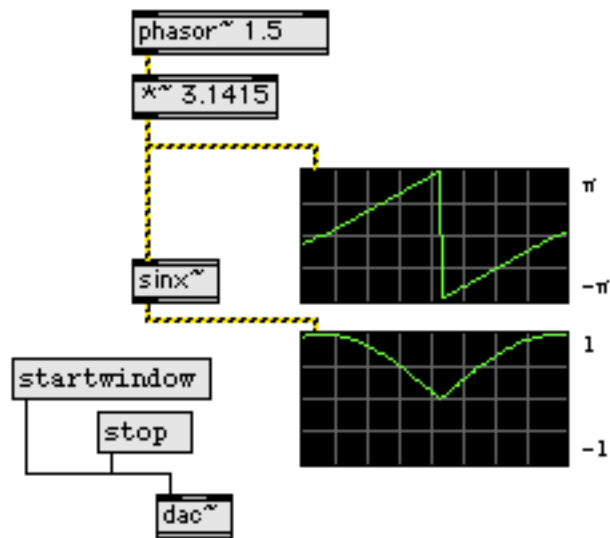 phasor~ 1.5
*~ 3.1415
π
-π
sinx~
1
-1
startwindow
stop
dac~